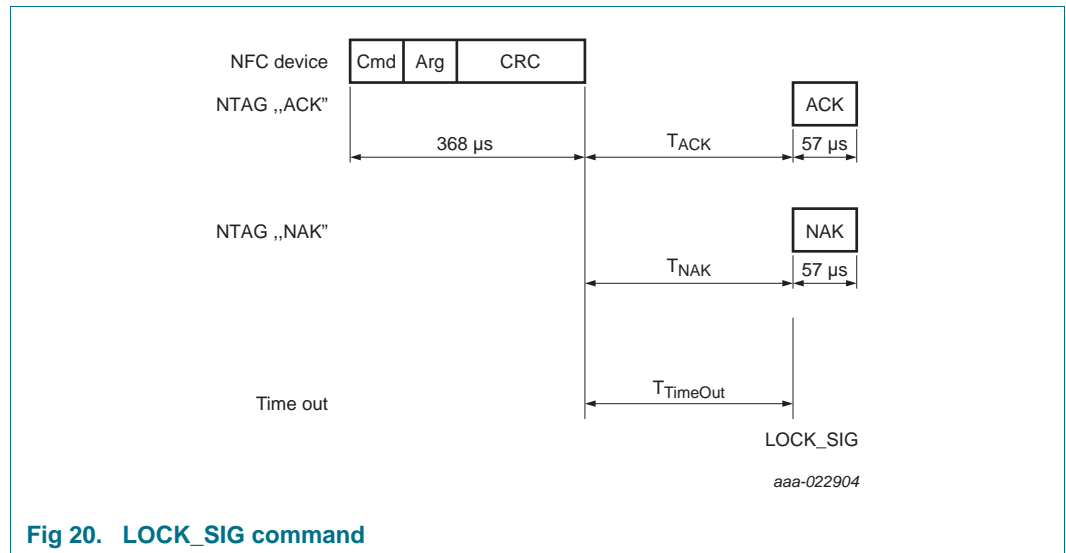 NFC device Cmd Arg CRC
NTAG ,,ACK” ACK
368 µs TACK 57 µs
NTAG ,,NAK” NAK
TNAK 57 µs
Time out TTimeOut
LOCK_SIG
aaa-022904
Fig 20. LOCK_SIG command